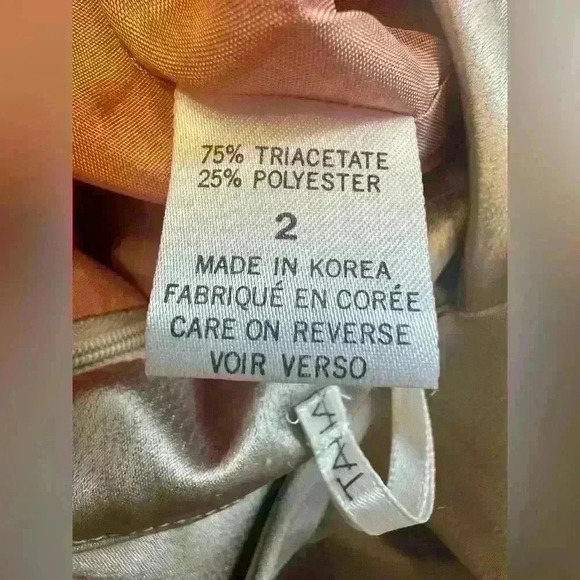 75% TRIACETATE
25% POLYESTER
2
MADE IN KOREA
FABRIQUÉ EN CORÉE
CARE ON REVERSE
VOIR VERSO